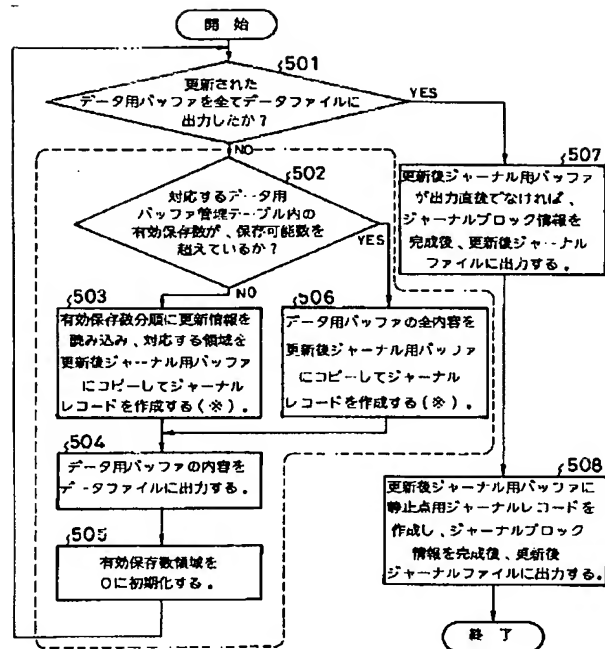 開始
501
更新された
データ用バッファを全てデータファイルに
出力したか?
YES
NO
502
対応するデータ用
バッファ管理テーブル内の
有効保存数が、保存可能数を
超えているか?
YES
NO
503
有効保存数分順に更新情報を
読み込み、対応する領域を
更新後ジャーナル用バッファ
にコピーしてジャーナル
レコードを作成する(※)。
506
データ用バッファの全内容を
更新後ジャーナル用バッファ
にコピーしてジャーナル
レコードを作成する(※)。
504
データ用バッファの内容を
データファイルに出力する。
505
有効保存数領域を
0に初期化する。
507
更新後ジャーナル用バッファ
が出力直後でなければ、
ジャーナルブロック情報を
完成後、更新後ジャーナル
ファイルに出力する。
508
更新後ジャーナル用バッファに
静止点用ジャーナルレコードを
作成し、ジャーナルブロック
情報を完成後、更新後
ジャーナルファイルに出力する。
終了